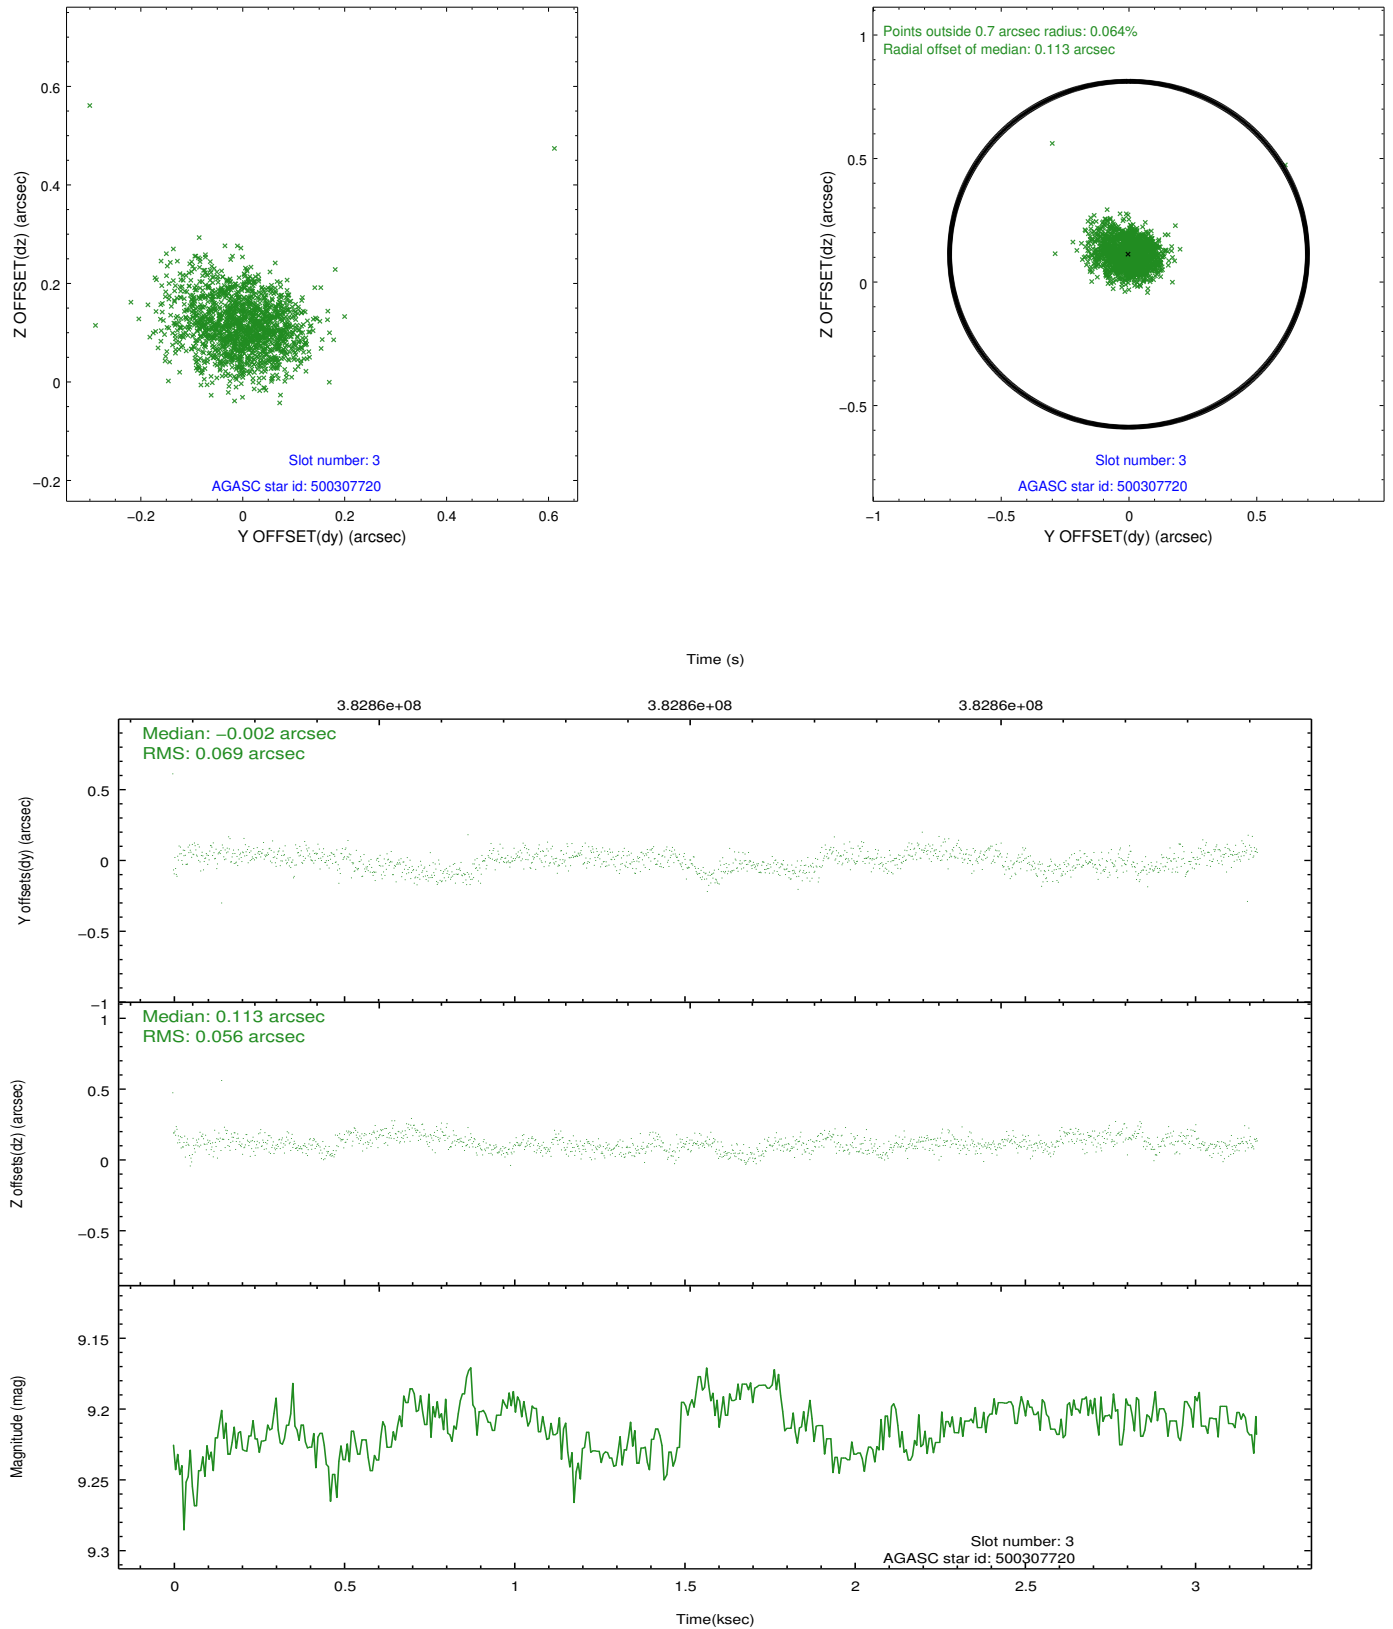 0.6
0.4
0.2
0
−0.2
Z OFFSET(dz) (arcsec)
−0.2 0 0.2 0.4 0.6
Y OFFSET(dy) (arcsec)
Slot number: 3
AGASC star id: 500307720
Points outside 0.7 arcsec radius: 0.064%
Radial offset of median: 0.113 arcsec
1
0.5
0
−0.5
Z OFFSET(dz) (arcsec)
−1 −0.5 0 0.5
Y OFFSET(dy) (arcsec)
Slot number: 3
AGASC star id: 500307720
Time (s)
3.8286e+08 3.8286e+08 3.8286e+08
Median: −0.002 arcsec
RMS: 0.069 arcsec
0.5
0
−0.5
−1
Y offsets(dy) (arcsec)
Median: 0.113 arcsec
RMS: 0.056 arcsec
1
0.5
0
−0.5
Z offsets(dz) (arcsec)
9.15
9.2
9.25
9.3
Magnitude (mag)
Slot number: 3
AGASC star id: 500307720
0 0.5 1 1.5 2 2.5 3
Time(ksec)